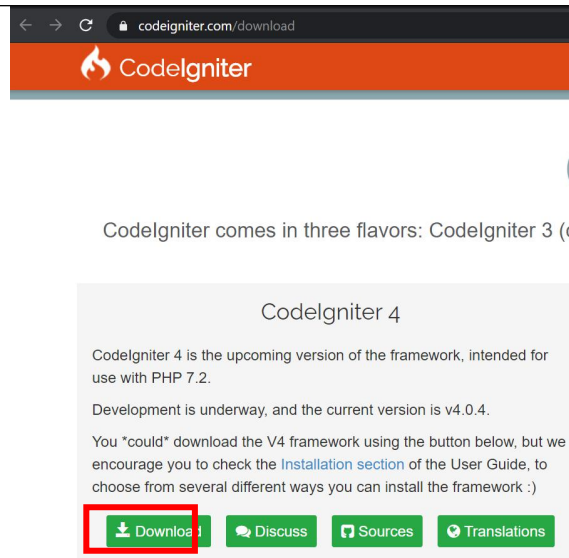 codeigniter.com/download
CodeIgniter
CodeIgniter comes in three flavors: CodeIgniter 3 (
CodeIgniter 4
CodeIgniter 4 is the upcoming version of the framework, intended for
use with PHP 7.2.
Development is underway, and the current version is v4.0.4.
You *could* download the V4 framework using the button below, but we
encourage you to check the Installation section of the User Guide, to
choose from several different ways you can install the framework :)
Download Discuss Sources Translations